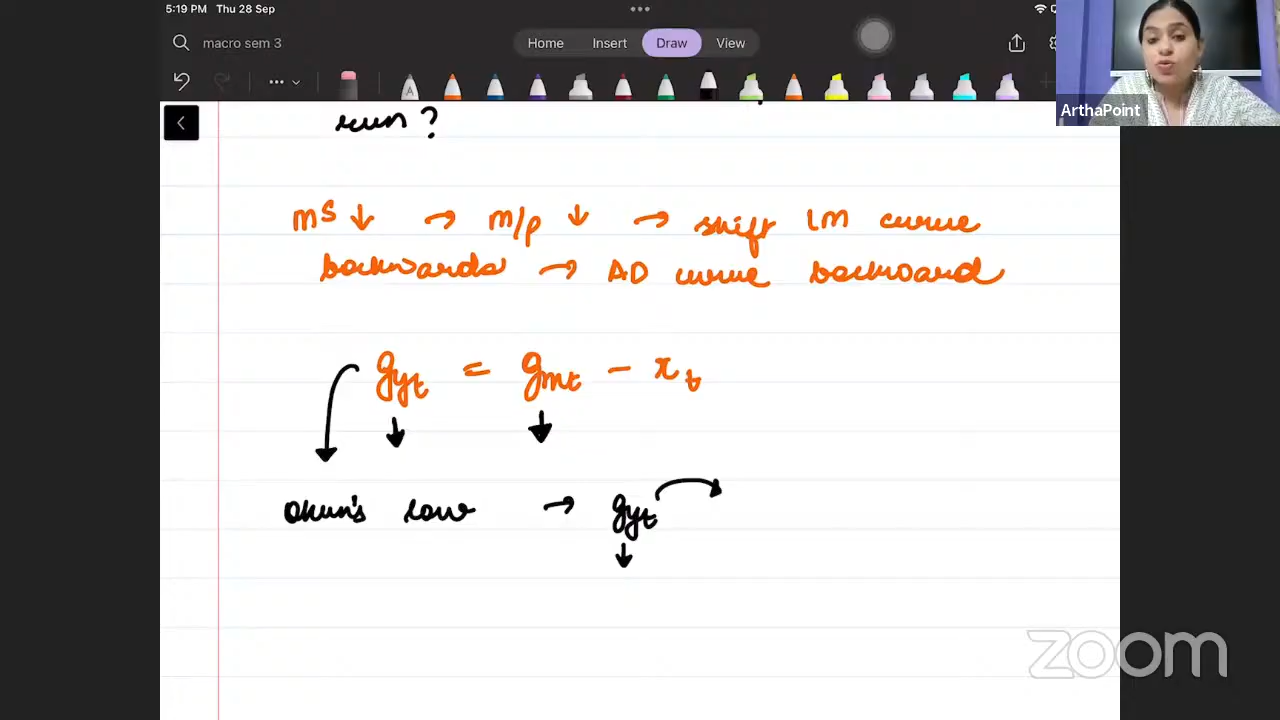 5:19 PM Thu 28 Sep
macro sem 3
Home Insert Draw View
A
ArthaPoint
run?
MS ↓ → M/P ↓ → shift LM curve
backwards → AD curve backward
gyt = gmt - xt
↓ ↓
okun's law → gyt
↓
zoom